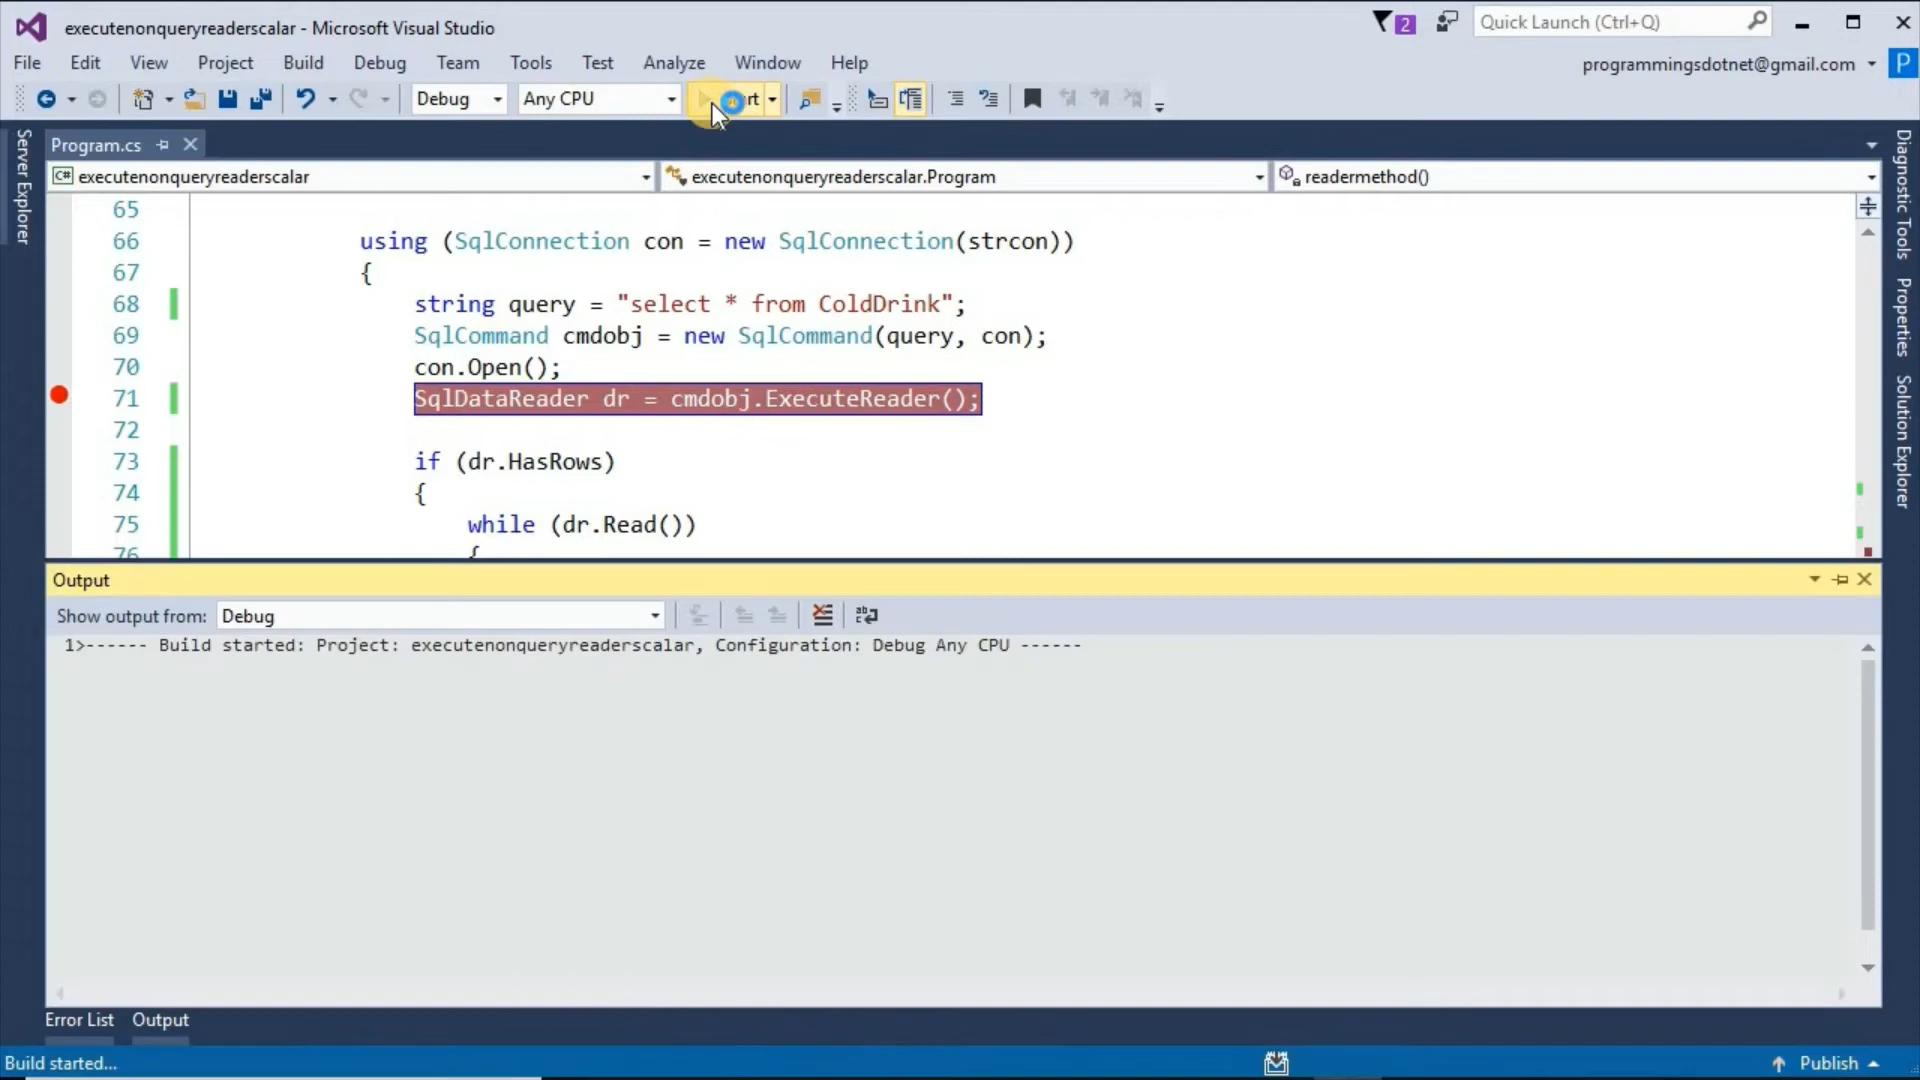 executenonqueryreaderscalar - Microsoft Visual Studio
2
Quick Launch (Ctrl+Q)
File Edit View Project Build Debug Team Tools Test Analyze Window Help
programmingsdotnet@gmail.com
P
Debug
Any CPU
Server Explorer
Program.cs
C# executenonqueryreaderscalar
executenonqueryreaderscalar.Program
readermethod()
65
66 using (SqlConnection con = new SqlConnection(strcon))
67 {
68 string query = "select * from ColdDrink";
69 SqlCommand cmdobj = new SqlCommand(query, con);
70 con.Open();
71 SqlDataReader dr = cmdobj.ExecuteReader();
72
73 if (dr.HasRows)
74 {
75 while (dr.Read())
76 {
Diagnostic Tools
Properties
Solution Explorer
Output
Show output from: Debug
1>------ Build started: Project: executenonqueryreaderscalar, Configuration: Debug Any CPU ------
Error List Output
Build started...
Publish